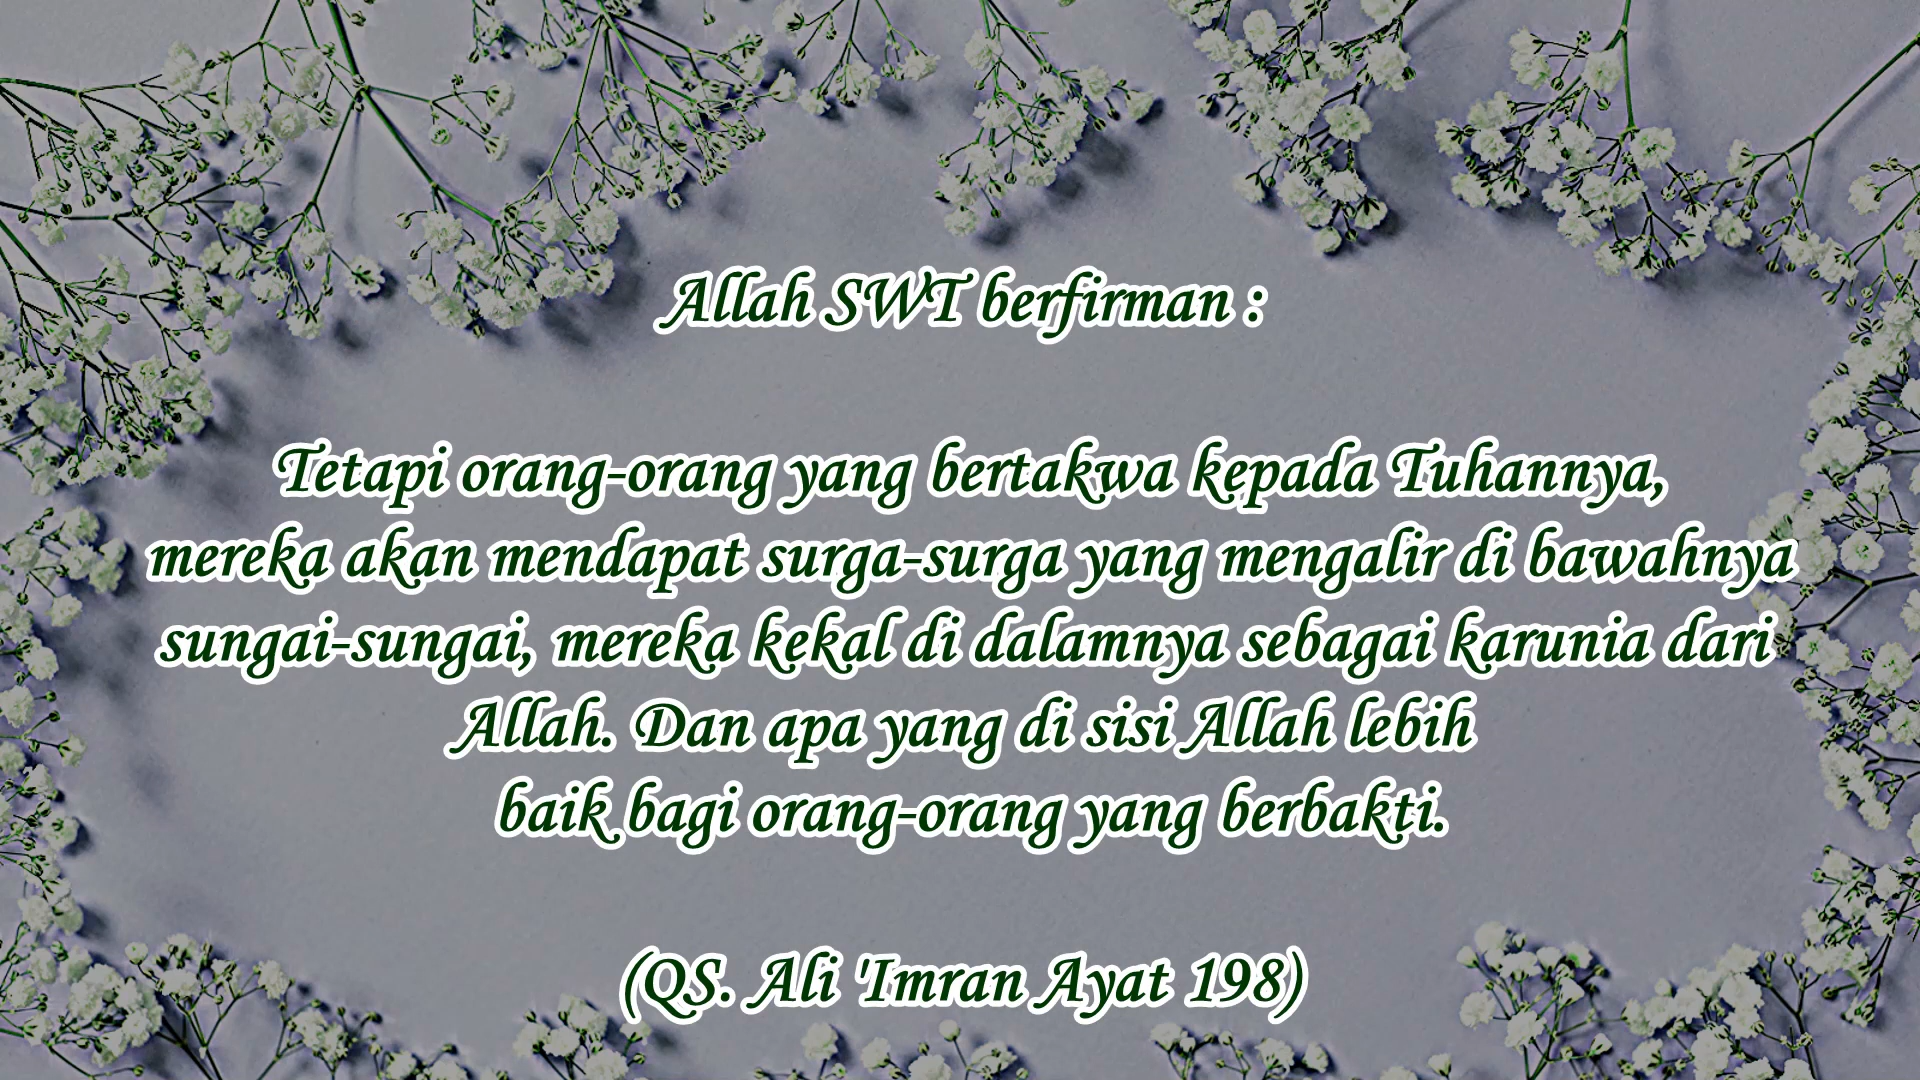 Allah SWT berfirman :
Tetapi orang-orang yang bertakwa kepada Tuhannya,
mereka akan mendapat surga-surga yang mengalir di bawahnya
sungai-sungai, mereka kekal di dalamnya sebagai karunia dari
Allah. Dan apa yang di sisi Allah lebih
baik bagi orang-orang yang berbakti.
(QS. Ali 'Imran Ayat 198)